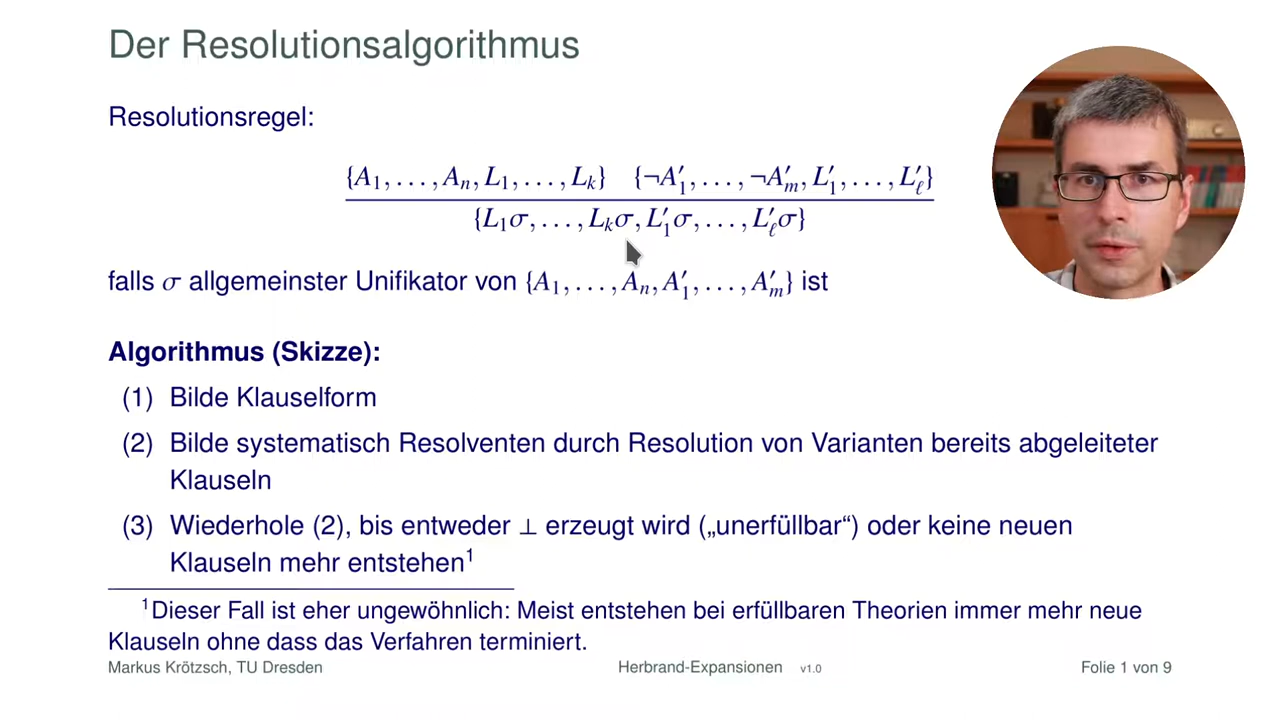 Der Resolutionsalgorithmus
Resolutionsregel:
{A₁, . . . , Aₙ, L₁, . . . , Lₖ} {¬A′₁, . . . , ¬A′ₘ, L′₁, . . . , L′ℓ}
{L₁σ, . . . , Lₖσ, L′₁σ, . . . , L′ℓσ}
falls σ allgemeinster Unifikator von {A₁, . . . , Aₙ, A′₁, . . . , A′ₘ} ist
Algorithmus (Skizze):
(1) Bilde Klauselform
(2) Bilde systematisch Resolventen durch Resolution von Varianten bereits abgeleiteter
Klauseln
(3) Wiederhole (2), bis entweder ⊥ erzeugt wird („unerfüllbar“) oder keine neuen
Klauseln mehr entstehen¹
¹Dieser Fall ist eher ungewöhnlich: Meist entstehen bei erfüllbaren Theorien immer mehr neue
Klauseln ohne dass das Verfahren terminiert.
Markus Krötzsch, TU Dresden Herbrand-Expansionen v1.0 Folie 1 von 9